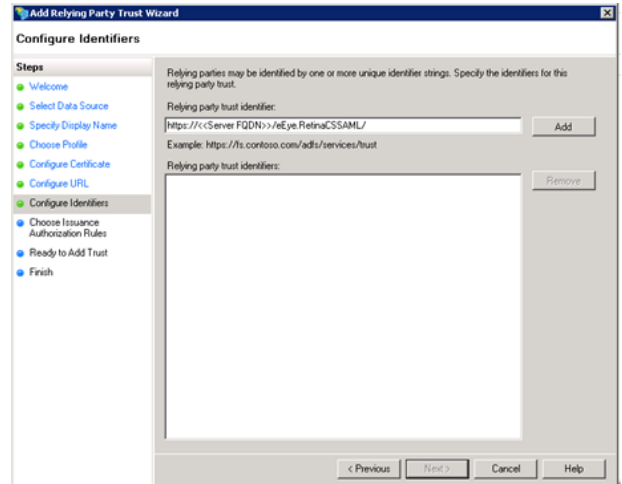 Add Relying Party Trust Wizard
Configure Identifiers
Steps
Welcome
Select Data Source
Specify Display Name
Choose Profile
Configure Certificate
Configure URL
Configure Identifiers
Choose Issuance
Authorization Rules
Ready to Add Trust
Finish
Relying parties may be identified by one or more unique identifier strings. Specify the identifiers for this
relying party trust.
Relying party trust identifier:
https://<<Server FQDN>>/eEye.RetinaCSSAML/
Add
Example: https://fs.contoso.com/adfs/services/trust
Relying party trust identifiers:
Remove
< Previous
Next >
Cancel
Help